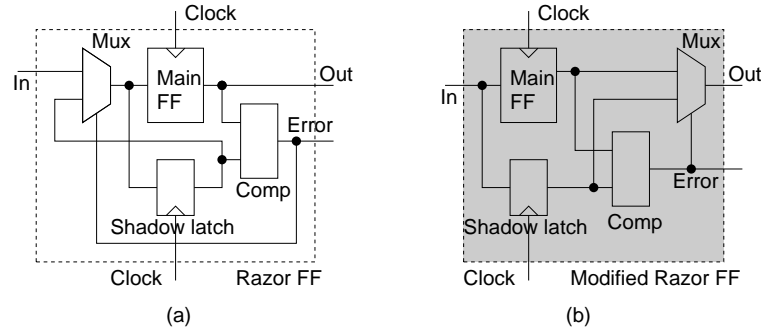 Clock
Mux
In
Main
FF
Out
Error
Comp
Shadow latch
Clock
Razor FF
(a)
Clock
Mux
In
Main
FF
Out
Error
Comp
Shadow latch
Clock
Modified Razor FF
(b)